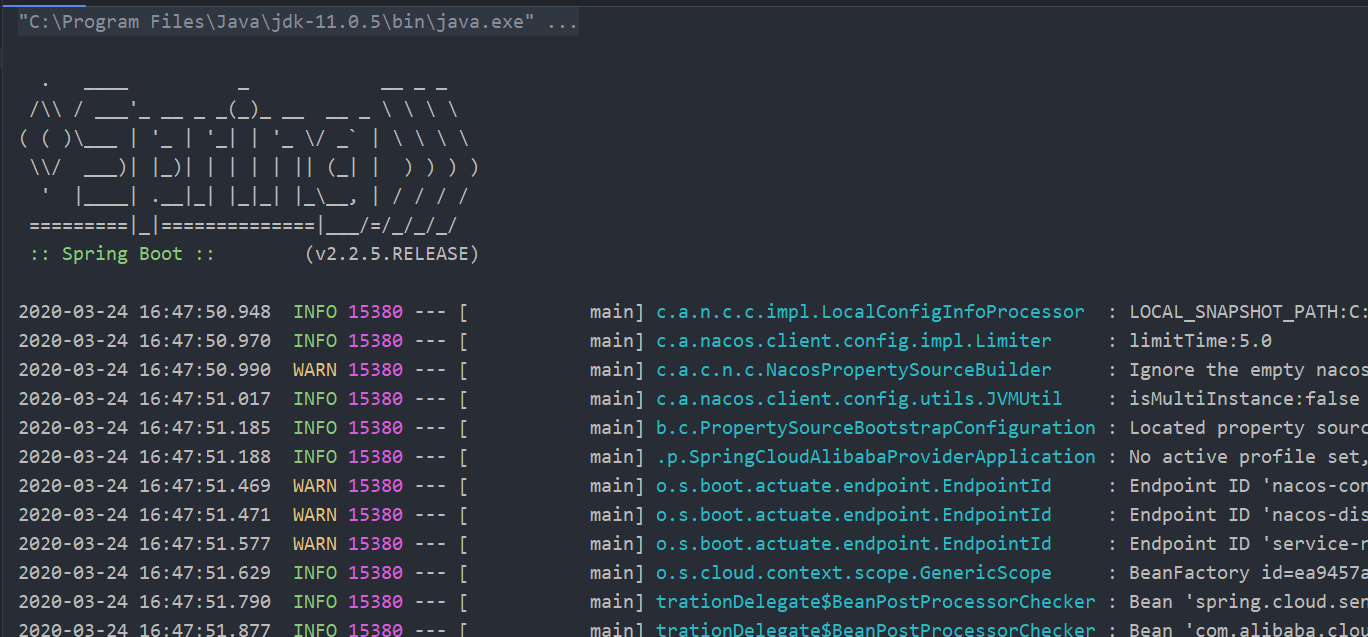 "C:\Program Files\Java\jdk-11.0.5\bin\java.exe" ...
  .   ____          _            __ _ _
 /\\ / ___'_ __ _ _(_)_ __  __ _ \ \ \ \
( ( )\___ | '_ | '_| | '_ \/ _` | \ \ \ \
 \\/  ___)| |_)| | | | | || (_| |  ) ) ) )
  '  |____| .__|_| |_|_| |_\__, | / / / /
 =========|_|==============|___/=/_/_/_/
 :: Spring Boot ::        (v2.2.5.RELEASE)
2020-03-24 16:47:50.948  INFO 15380 --- [           main] c.a.n.c.c.impl.LocalConfigInfoProcessor  : LOCAL_SNAPSHOT_PATH:C:
2020-03-24 16:47:50.970  INFO 15380 --- [           main] c.a.nacos.client.config.impl.Limiter     : limitTime:5.0
2020-03-24 16:47:50.990  WARN 15380 --- [           main] c.a.c.n.c.NacosPropertySourceBuilder     : Ignore the empty nacos
2020-03-24 16:47:51.017  INFO 15380 --- [           main] c.a.nacos.client.config.utils.JVMUtil    : isMultiInstance:false
2020-03-24 16:47:51.185  INFO 15380 --- [           main] b.c.PropertySourceBootstrapConfiguration : Located property sourc
2020-03-24 16:47:51.188  INFO 15380 --- [           main] .p.SpringCloudAlibabaProviderApplication : No active profile set,
2020-03-24 16:47:51.469  WARN 15380 --- [           main] o.s.boot.actuate.endpoint.EndpointId     : Endpoint ID 'nacos-con
2020-03-24 16:47:51.471  WARN 15380 --- [           main] o.s.boot.actuate.endpoint.EndpointId     : Endpoint ID 'nacos-dis
2020-03-24 16:47:51.577  WARN 15380 --- [           main] o.s.boot.actuate.endpoint.EndpointId     : Endpoint ID 'service-r
2020-03-24 16:47:51.629  INFO 15380 --- [           main] o.s.cloud.context.scope.GenericScope     : BeanFactory id=ea9457a
2020-03-24 16:47:51.790  INFO 15380 --- [           main] trationDelegate$BeanPostProcessorChecker : Bean 'spring.cloud.sen
2020-03-24 16:47:51.877  INFO 15380 --- [           main] trationDelegate$BeanPostProcessorChecker : Bean 'com.alibaba.clou